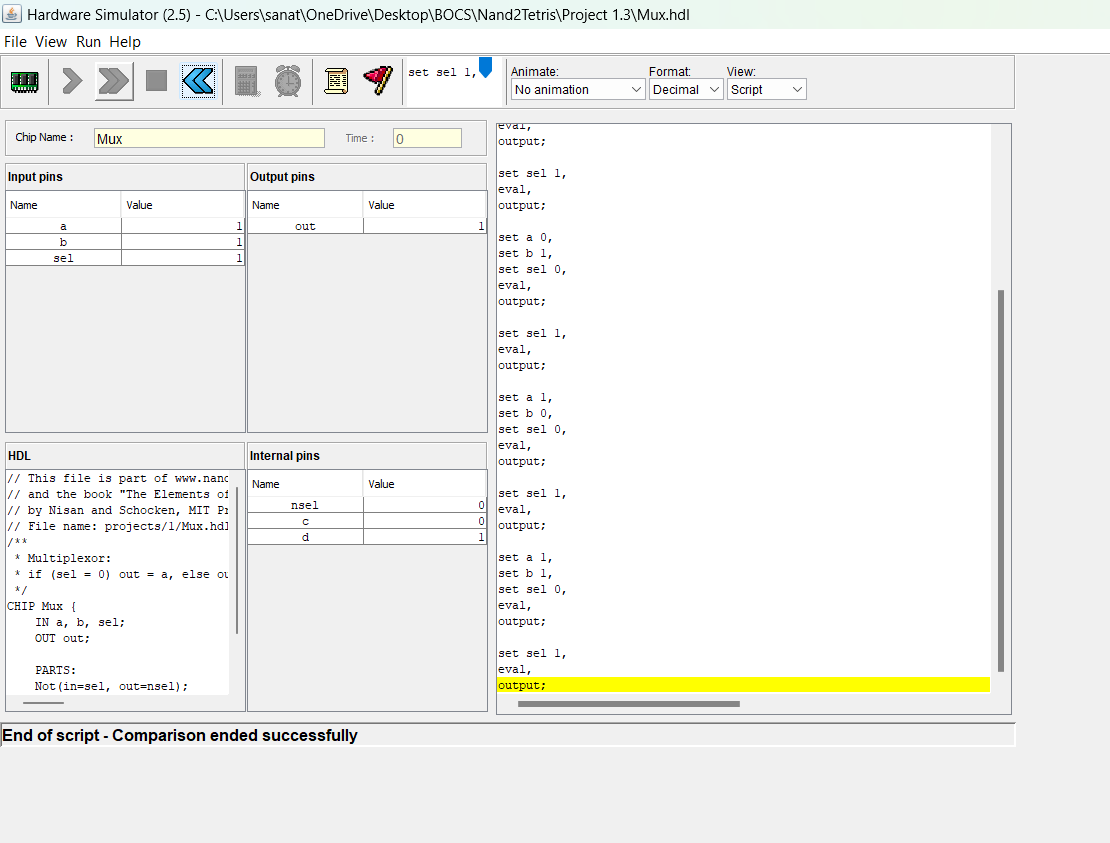 Hardware Simulator (2.5) - C:\Users\sanat\OneDrive\Desktop\BOCS\Nand2Tetris\Project 1.3\Mux.hdl
File View Run Help
set sel 1,
Animate:
No animation
Format:
Decimal
View:
Script
Chip Name :
Mux
Time :
0
Input pins
Name Value
a 1
b 1
sel 1
Output pins
Name Value
out 1
HDL
// This file is part of www.nand
// and the book "The Elements of
// by Nisan and Schocken, MIT Pr
// File name: projects/1/Mux.hdl
/**
* Multiplexor:
* if (sel = 0) out = a, else ou
*/
CHIP Mux {
IN a, b, sel;
OUT out;
PARTS:
Not(in=sel, out=nsel);
Internal pins
Name Value
nsel 0
c 0
d 1
eval,
output;
set sel 1,
eval,
output;
set a 0,
set b 1,
set sel 0,
eval,
output;
set sel 1,
eval,
output;
set a 1,
set b 0,
set sel 0,
eval,
output;
set sel 1,
eval,
output;
set a 1,
set b 1,
set sel 0,
eval,
output;
set sel 1,
eval,
output;
End of script - Comparison ended successfully